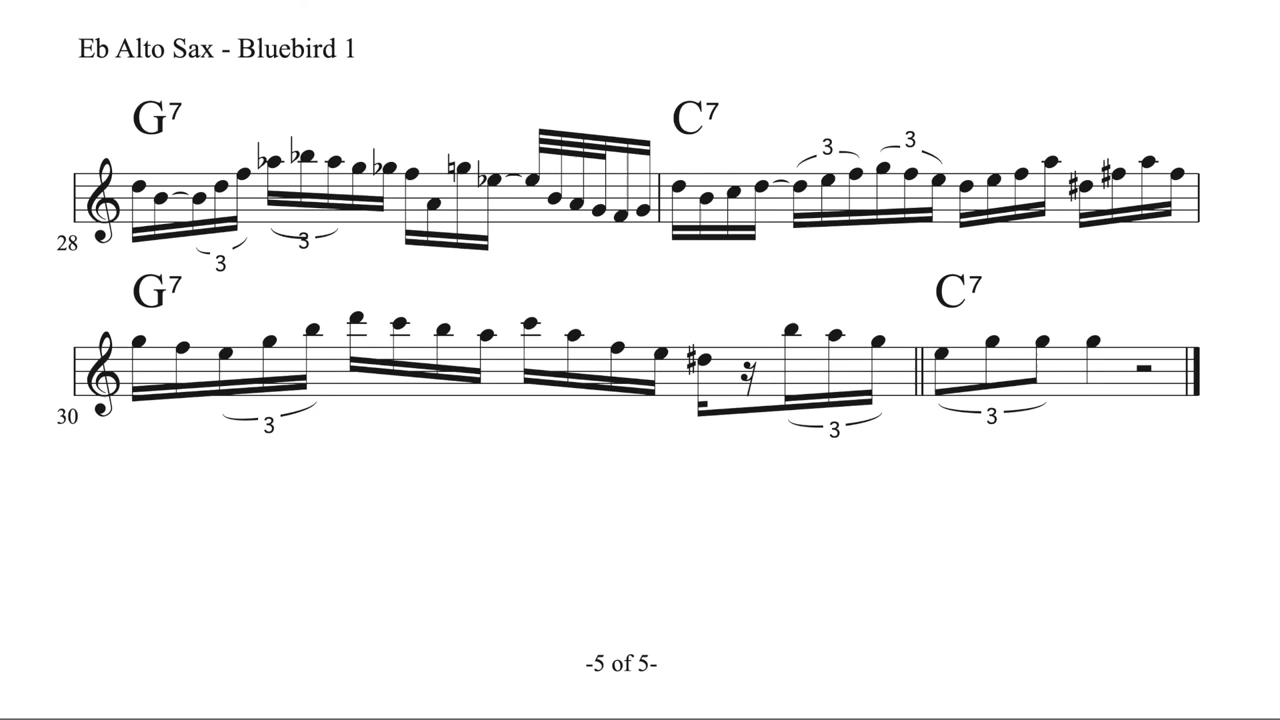 Eb Alto Sax - Bluebird 1
G7 C7
3 3
3 3
28
G7 C7
30
3 3 3
-5 of 5-